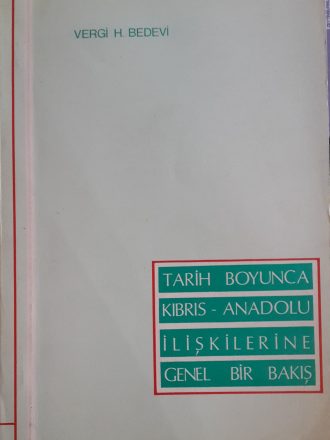 VERGİ H. BEDEVİ
TARİH BOYUNCA
KIBRIS - ANADOLU
İLİŞKİLERİNE
GENEL BİR BAKIŞ